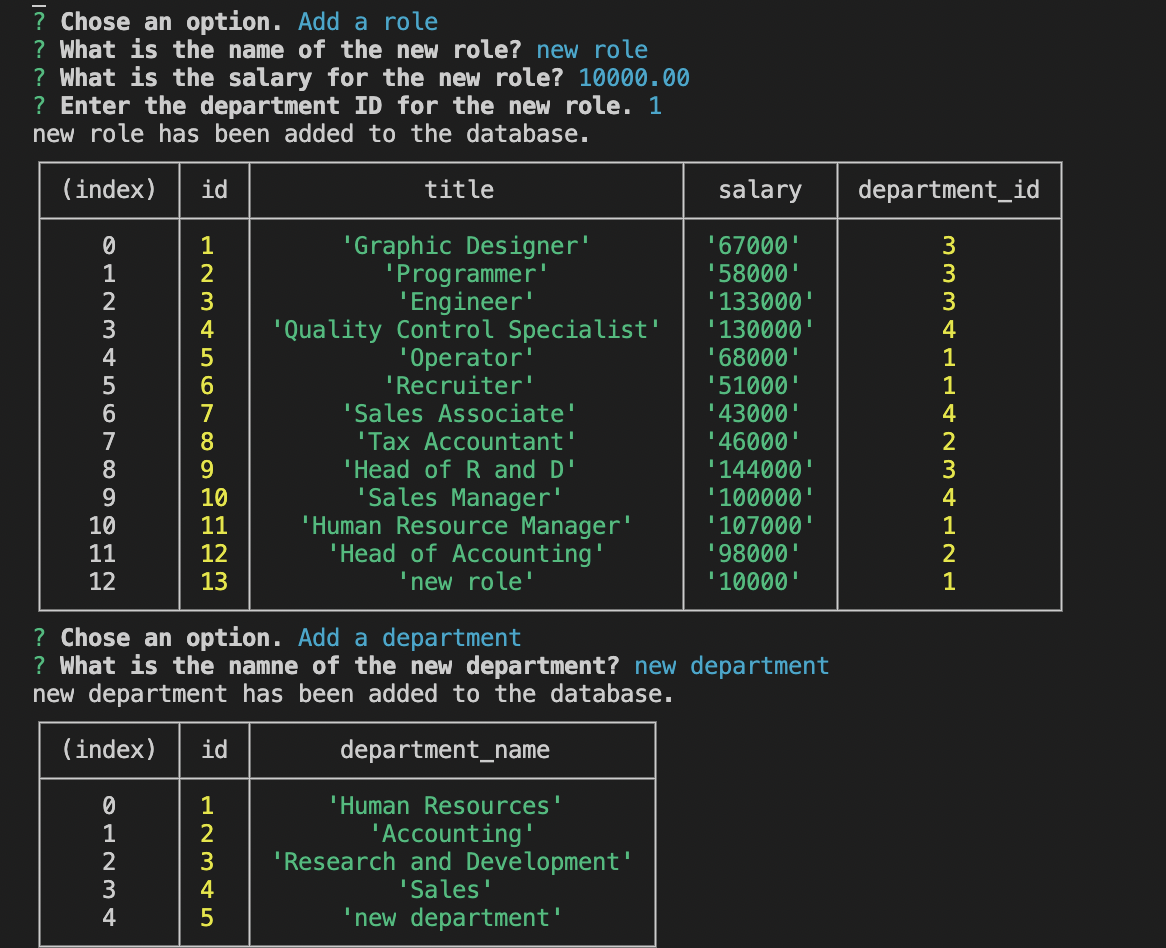 ? Chose an option. Add a role
? What is the name of the new role? new role
? What is the salary for the new role? 10000.00
? Enter the department ID for the new role. 1
new role has been added to the database.
(index) id title salary department_id
0 1 'Graphic Designer' '67000' 3
1 2 'Programmer' '58000' 3
2 3 'Engineer' '133000' 3
3 4 'Quality Control Specialist' '130000' 4
4 5 'Operator' '68000' 1
5 6 'Recruiter' '51000' 1
6 7 'Sales Associate' '43000' 4
7 8 'Tax Accountant' '46000' 2
8 9 'Head of R and D' '144000' 3
9 10 'Sales Manager' '100000' 4
10 11 'Human Resource Manager' '107000' 1
11 12 'Head of Accounting' '98000' 2
12 13 'new role' '10000' 1
? Chose an option. Add a department
? What is the namne of the new department? new department
new department has been added to the database.
(index) id department_name
0 1 'Human Resources'
1 2 'Accounting'
2 3 'Research and Development'
3 4 'Sales'
4 5 'new department'